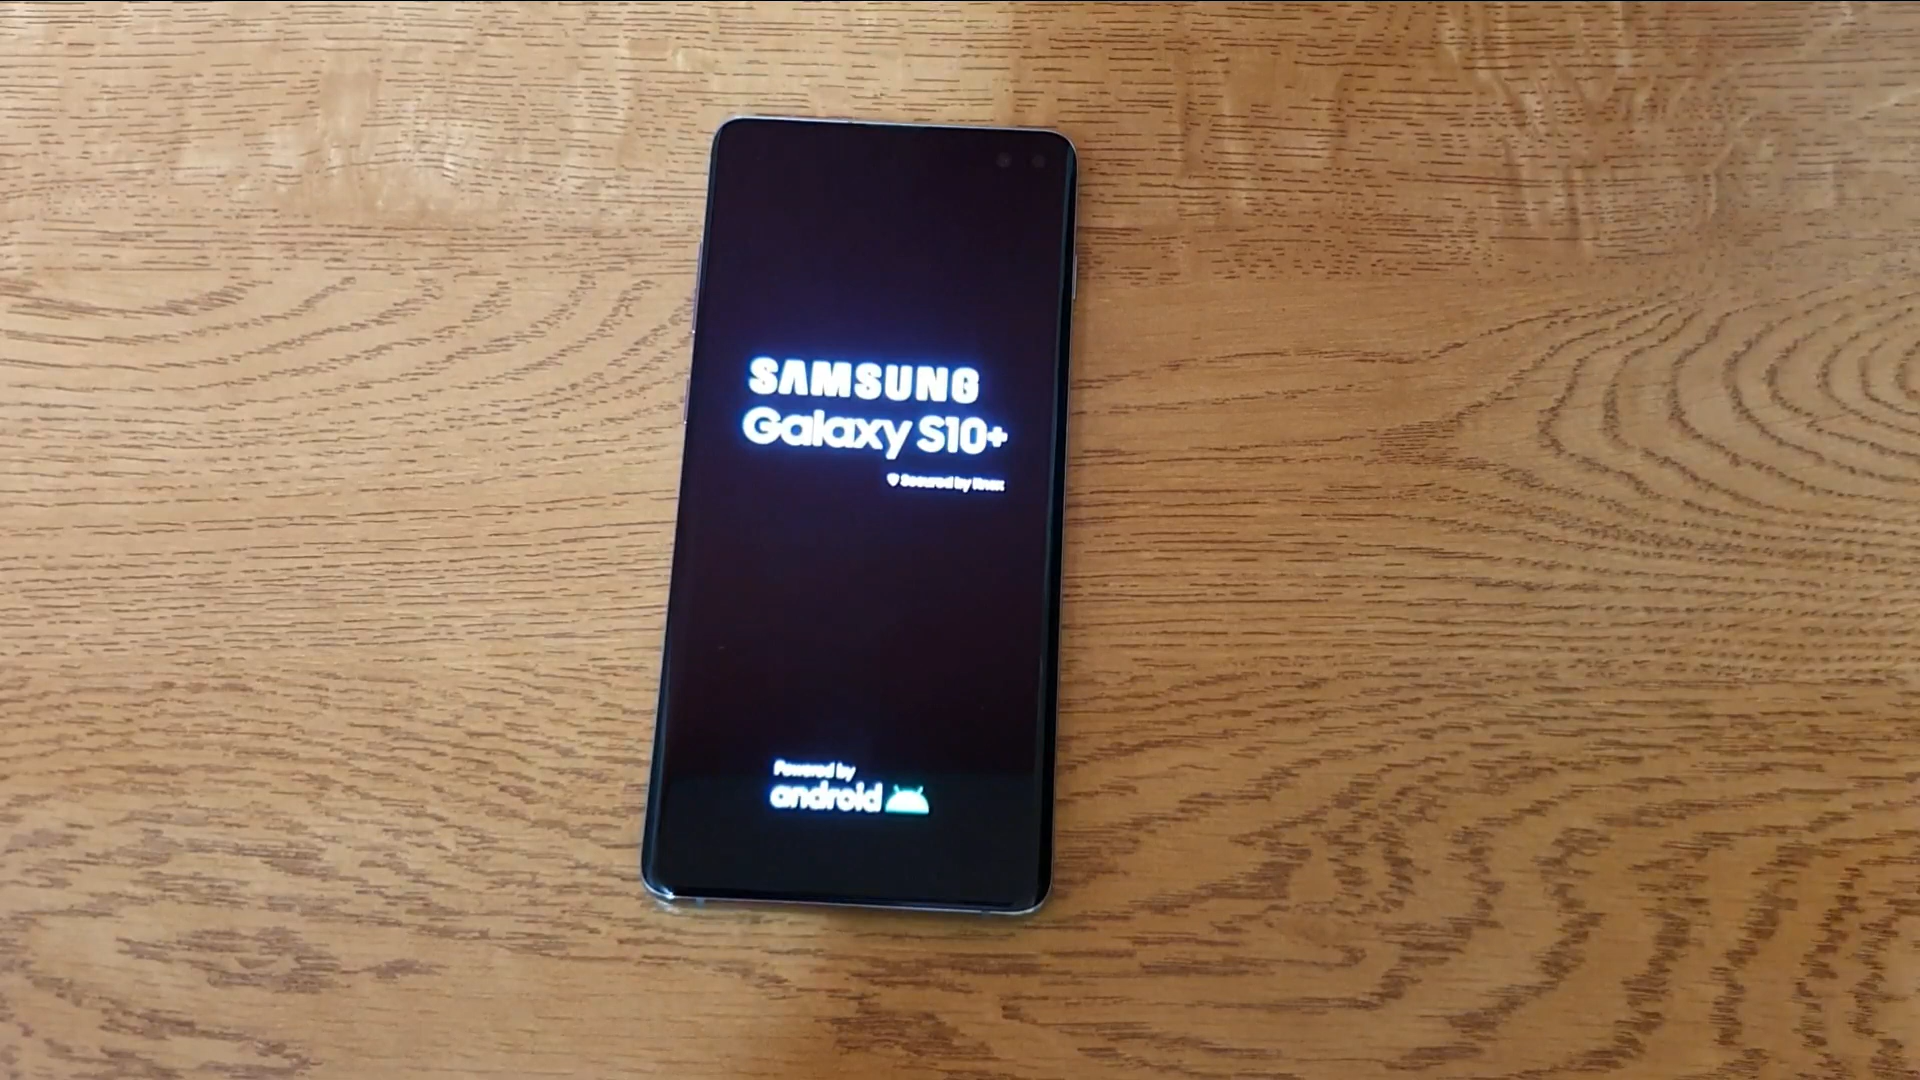 SAMSUNG
Galaxy S10+
Secured by Knox
Powered by
android